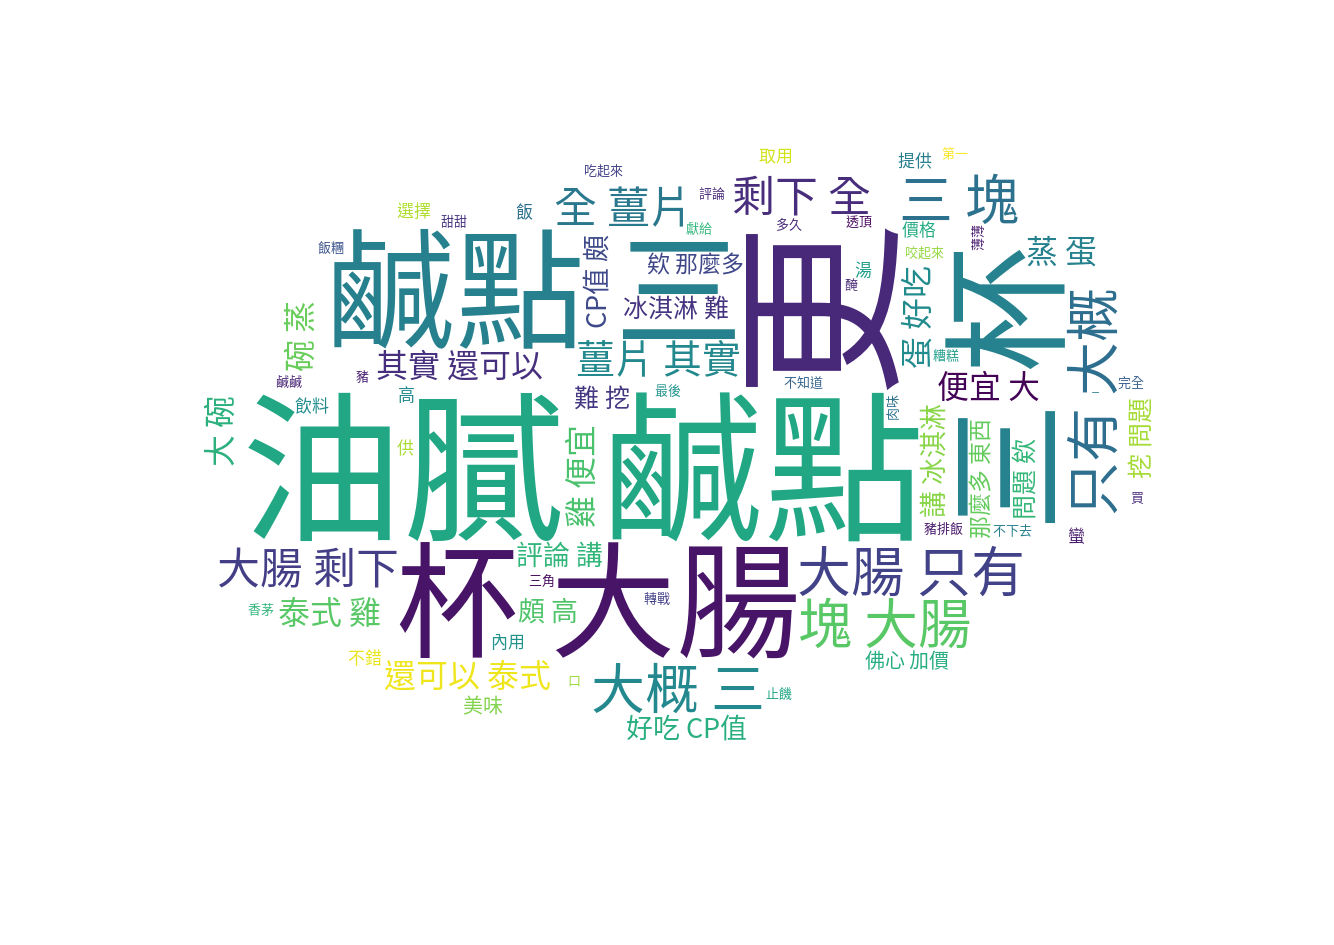 取用
提供
第一
吃起來
評論
剩下 全
三 塊
選擇
甜甜
飯
全 薑片
獻給
多久
透頂
價格
飯糰
鹹點
CP值 頗
三
欸 那麼多
更
湯
醃
咬起來
杯
蒸 蛋
碗 蒸
冰淇淋 難
蛋 好吃
大概
薑片 其實
糟糕
其實 還可以
豬
鹹鹹
不知道
便宜 大
完全
大 碗
飲料
高
難 挖
最後
肉味
油膩 鹹點
供
雞 便宜
講 冰淇淋
三
那麼多 東西
問題 欸
只有
挖 問題
買
豬排飯
不下去
蠻
大腸 剩下
杯 大腸
評論 講
三角
轉戰
大腸 只有
香茅
泰式 雞
頗 高
塊 大腸
內用
不錯
還可以 泰式
口
大概 三
佛心 加價
止饑
美味
好吃 CP值